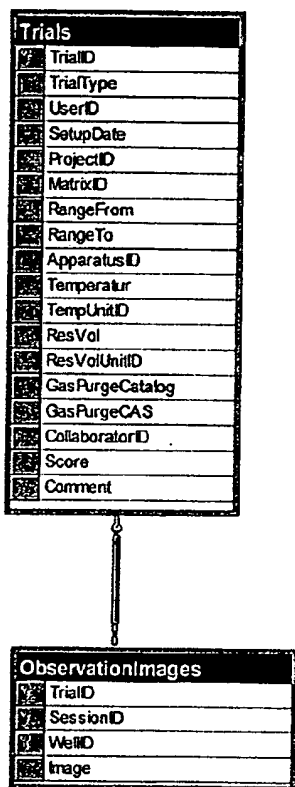 Trials
TrialID
TrialType
UserID
SetupDate
ProjectID
MatrixID
RangeFrom
RangeTo
ApparatusID
Temperatur
TempUnitID
ResVol
ResVolUnitID
GasPurgeCatalog
GasPurgeCAS
CollaboratorID
Score
Comment
ObservationImages
TrialID
SessionID
WellID
Image